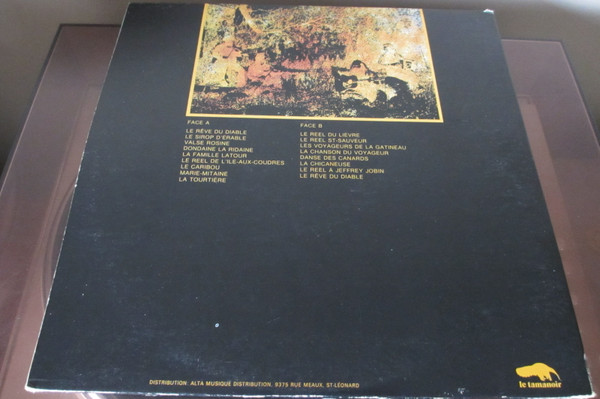 FACE A
LE RÊVE DU DIABLE
LE SIROP D'ÉRABLE
VALSE ROSINE
DONDAINE LA RIDAINE
LA FAMILLE LATOUR
LE REEL DE L'ILE-AUX-COUDRES
LE CARIBOU
MARIE-MITAINE
LA TOURTIÈRE
FACE B
LE REEL DU LIÈVRE
LE REEL ST-SAUVEUR
LES VOYAGEURS DE LA GATINEAU
LA CHANSON DU VOYAGEUR
DANSE DES CANARDS
LA CHICANEUSE
LE REEL À JEFFREY JOBIN
LE RÊVE DU DIABLE
DISTRIBUTION: ALTA MUSIQUE DISTRIBUTION, 9375 RUE MEAUX, ST-LÉONARD
le tamanoir